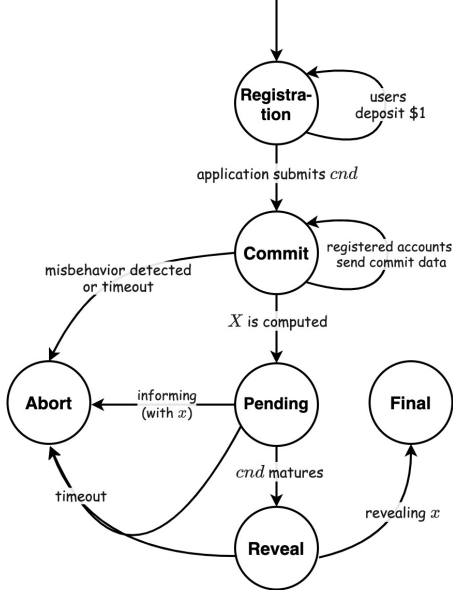 Registra-
tion
users
deposit $1
application submits cnd
Commit
registered accounts
send commit data
misbehavior detected
or timeout
X is computed
Abort
informing
(with x)
Pending
Final
cnd matures
timeout
revealing x
Reveal